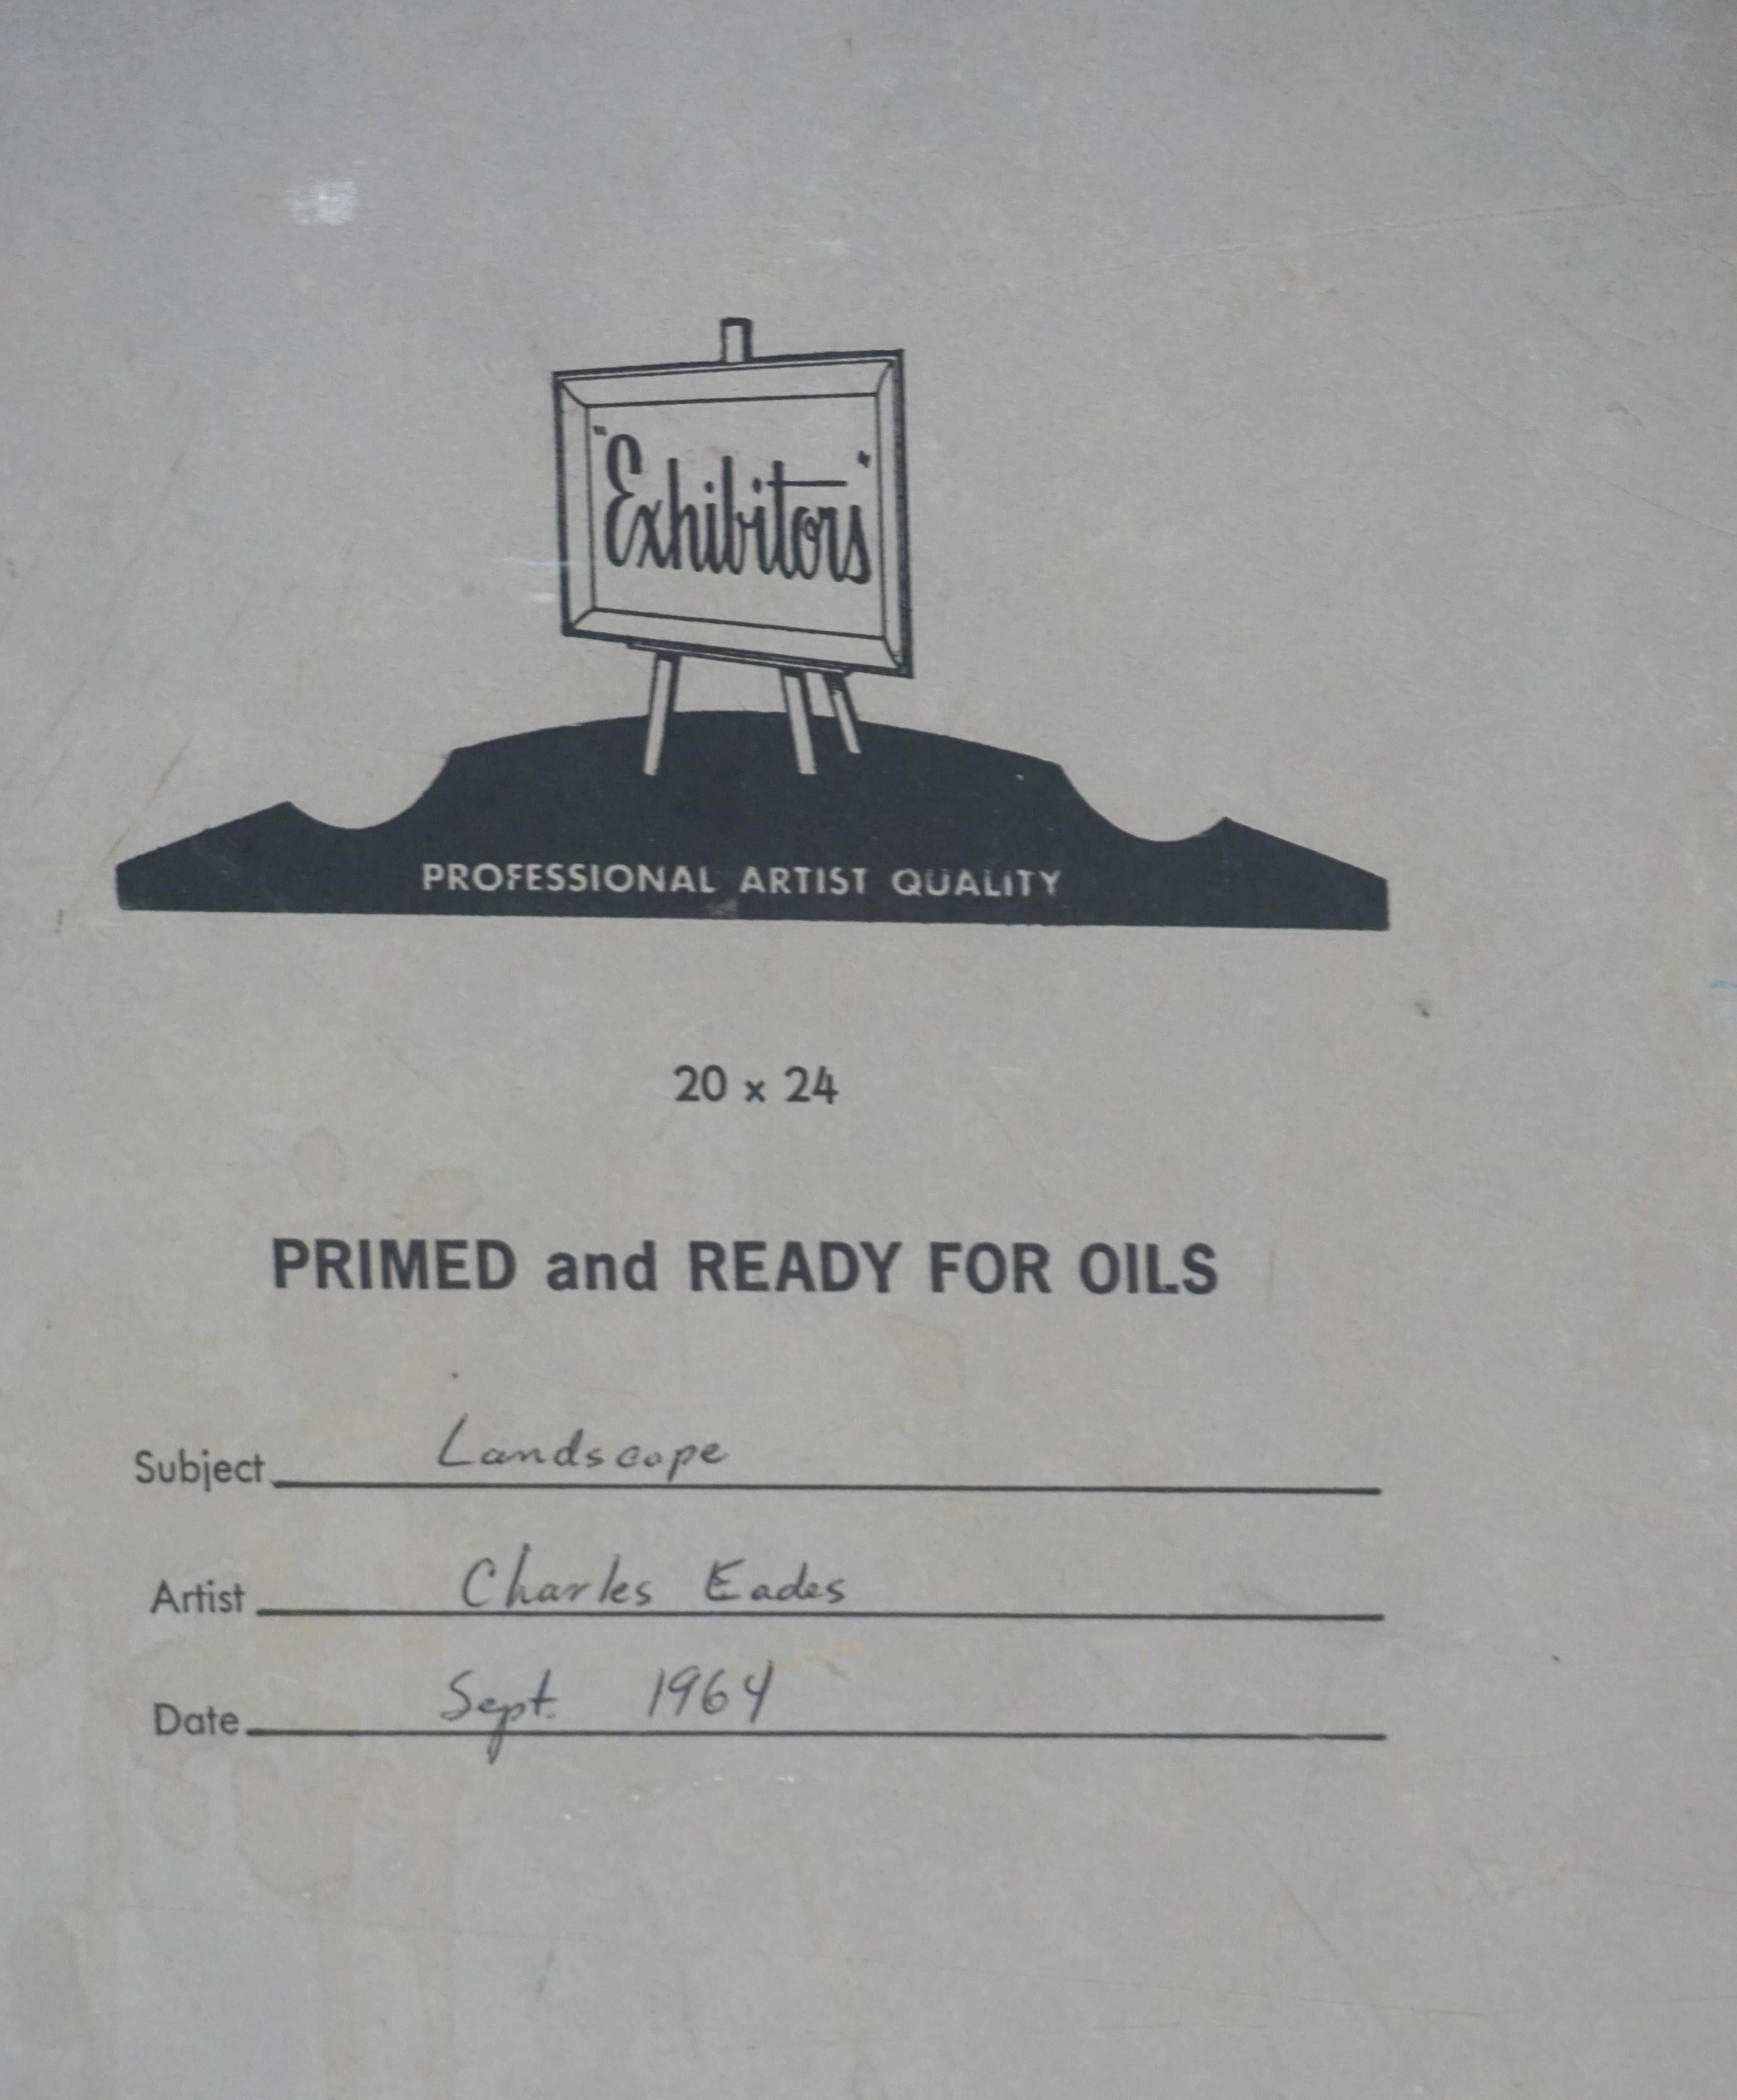 "Exhibitors"
PROFESSIONAL ARTIST QUALITY
20 x 24
PRIMED and READY FOR OILS
Subject Landscape
Artist Charles Eades
Date Sept. 1964